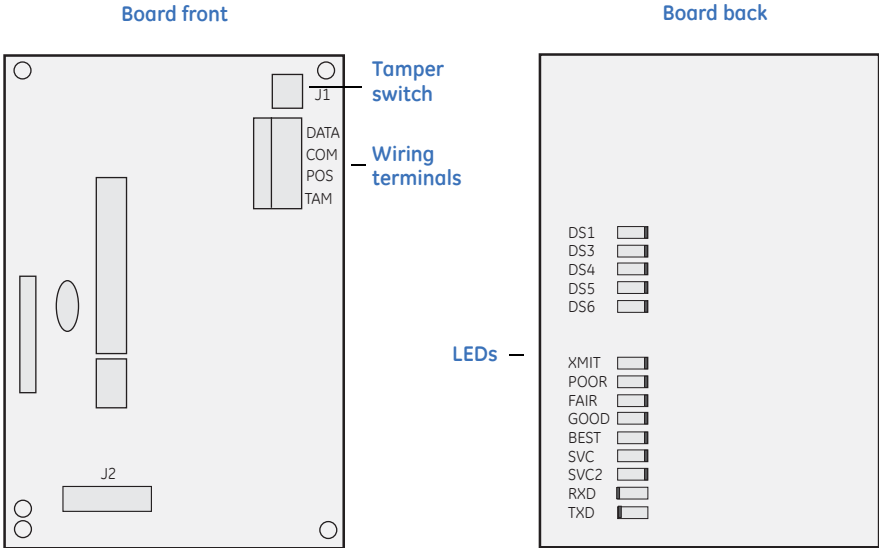 Board front
Board back
Tamper
switch
J1
DATA
COM
POS
TAM
Wiring
terminals
J2
LEDs
DS1
DS3
DS4
DS5
DS6
XMIT
POOR
FAIR
GOOD
BEST
SVC
SVC2
RXD
TXD